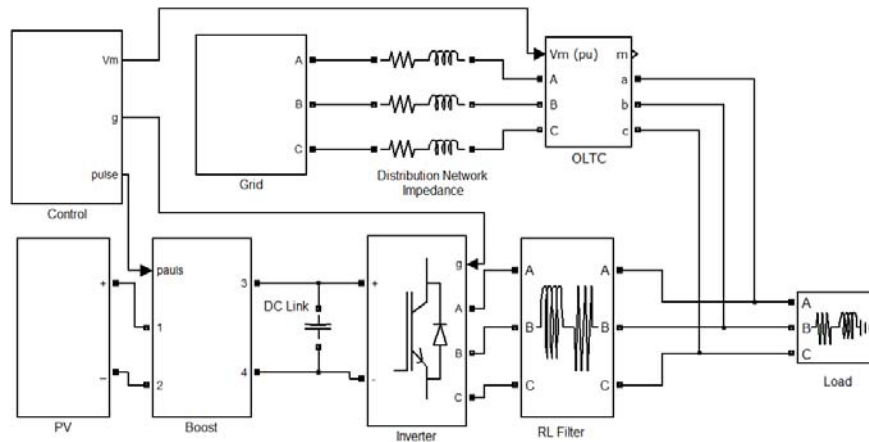 Vm
g
pulse
Control
A
B
C
Grid
Distribution Network
Impedance
Vm (pu)
m
A
a
B
b
C
c
OLTC
+
–
PV
pauls
1
2
3
4
Boost
DC Link
+
-
g
A
B
C
Inverter
A
A
B
B
C
C
RL Filter
A
B
C
Load